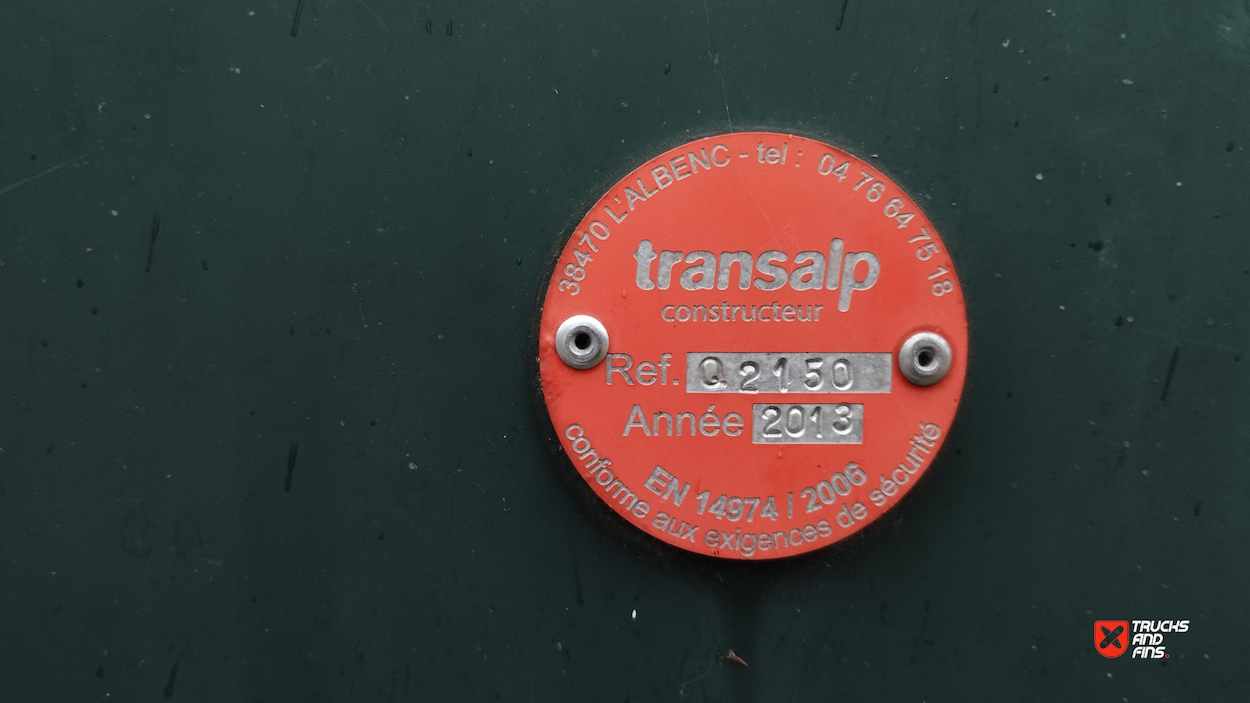 38470 L'ALBENC - tel : 04 76 64 75 18
transalp
constructeur
Ref. Q2150
Année 2013
EN 14974 / 2006
conforme aux exigences de sécurité
TRUCKS
AND
FINS